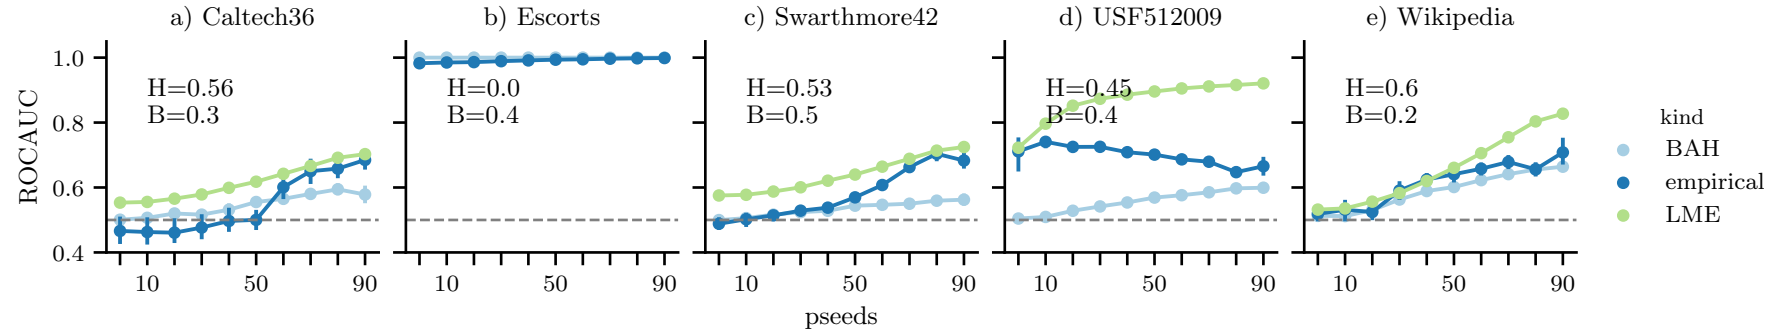 a) Caltech36
b) Escorts
c) Swarthmore42
d) USF512009
e) Wikipedia
ROCAUC
1.0
0.8
0.6
0.4
H=0.56
B=0.3
H=0.0
B=0.4
H=0.53
B=0.5
H=0.45
B=0.4
H=0.6
B=0.2
10 50 90
10 50 90
10 50 90
10 50 90
10 50 90
pseeds
kind
BAH
empirical
LME